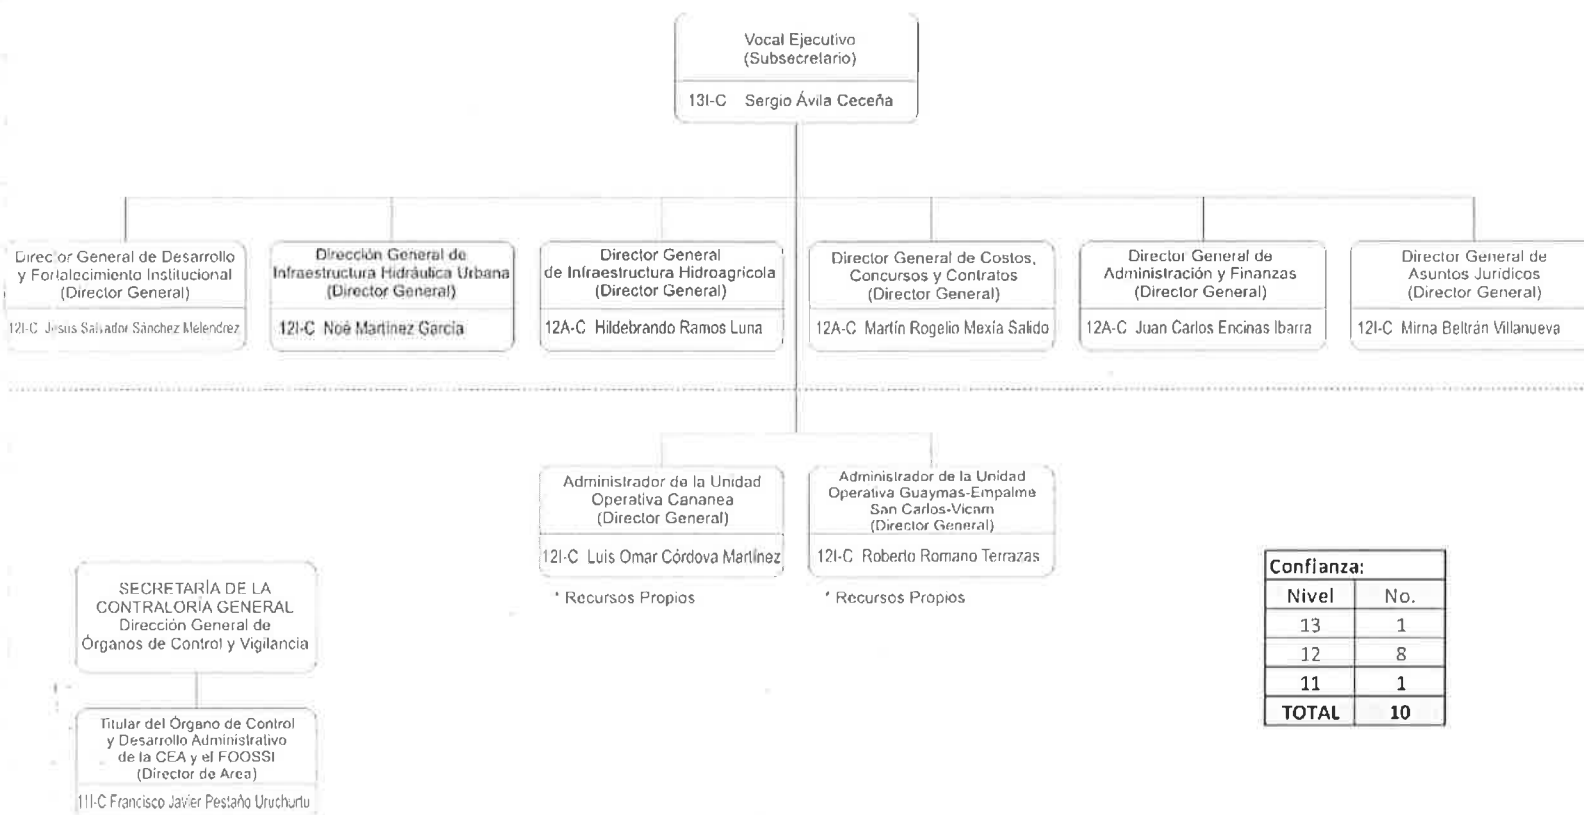 Vocal Ejecutivo
(Subsecretario)
13I-C Sergio Ávila Ceceña
Director General de Desarrollo
y Fortalecimiento Institucional
(Director General)
12I-C Jesus Salvador Sánchez Melendrez
Dirección General de
Infraestructura Hidráulica Urbana
(Director General)
12I-C Noé Martínez García
Director General
de Infraestructura Hidroagrícola
(Director General)
12A-C Hildebrando Ramos Luna
Director General de Costos,
Concursos y Contratos
(Director General)
12A-C Martín Rogelio Mexía Salido
Director General de
Administración y Finanzas
(Director General)
12A-C Juan Carlos Encinas Ibarra
Director General de
Asuntos Jurídicos
(Director General)
12I-C Mirna Beltrán Villanueva
Administrador de la Unidad
Operativa Cananea
(Director General)
12I-C Luis Omar Córdova Martínez
* Recursos Propios
Administrador de la Unidad
Operativa Guaymas-Empalme
San Carlos-Vicam
(Director General)
12I-C Roberto Romano Terrazas
* Recursos Propios
SECRETARÍA DE LA
CONTRALORÍA GENERAL
Dirección General de
Órganos de Control y Vigilancia
Titular del Órgano de Control
y Desarrollo Administrativo
de la CEA y el FOOSSI
(Director de Area)
11I-C Francisco Javier Pestaño Uruchurtu
Confianza:
Nivel No.
13 1
12 8
11 1
TOTAL 10